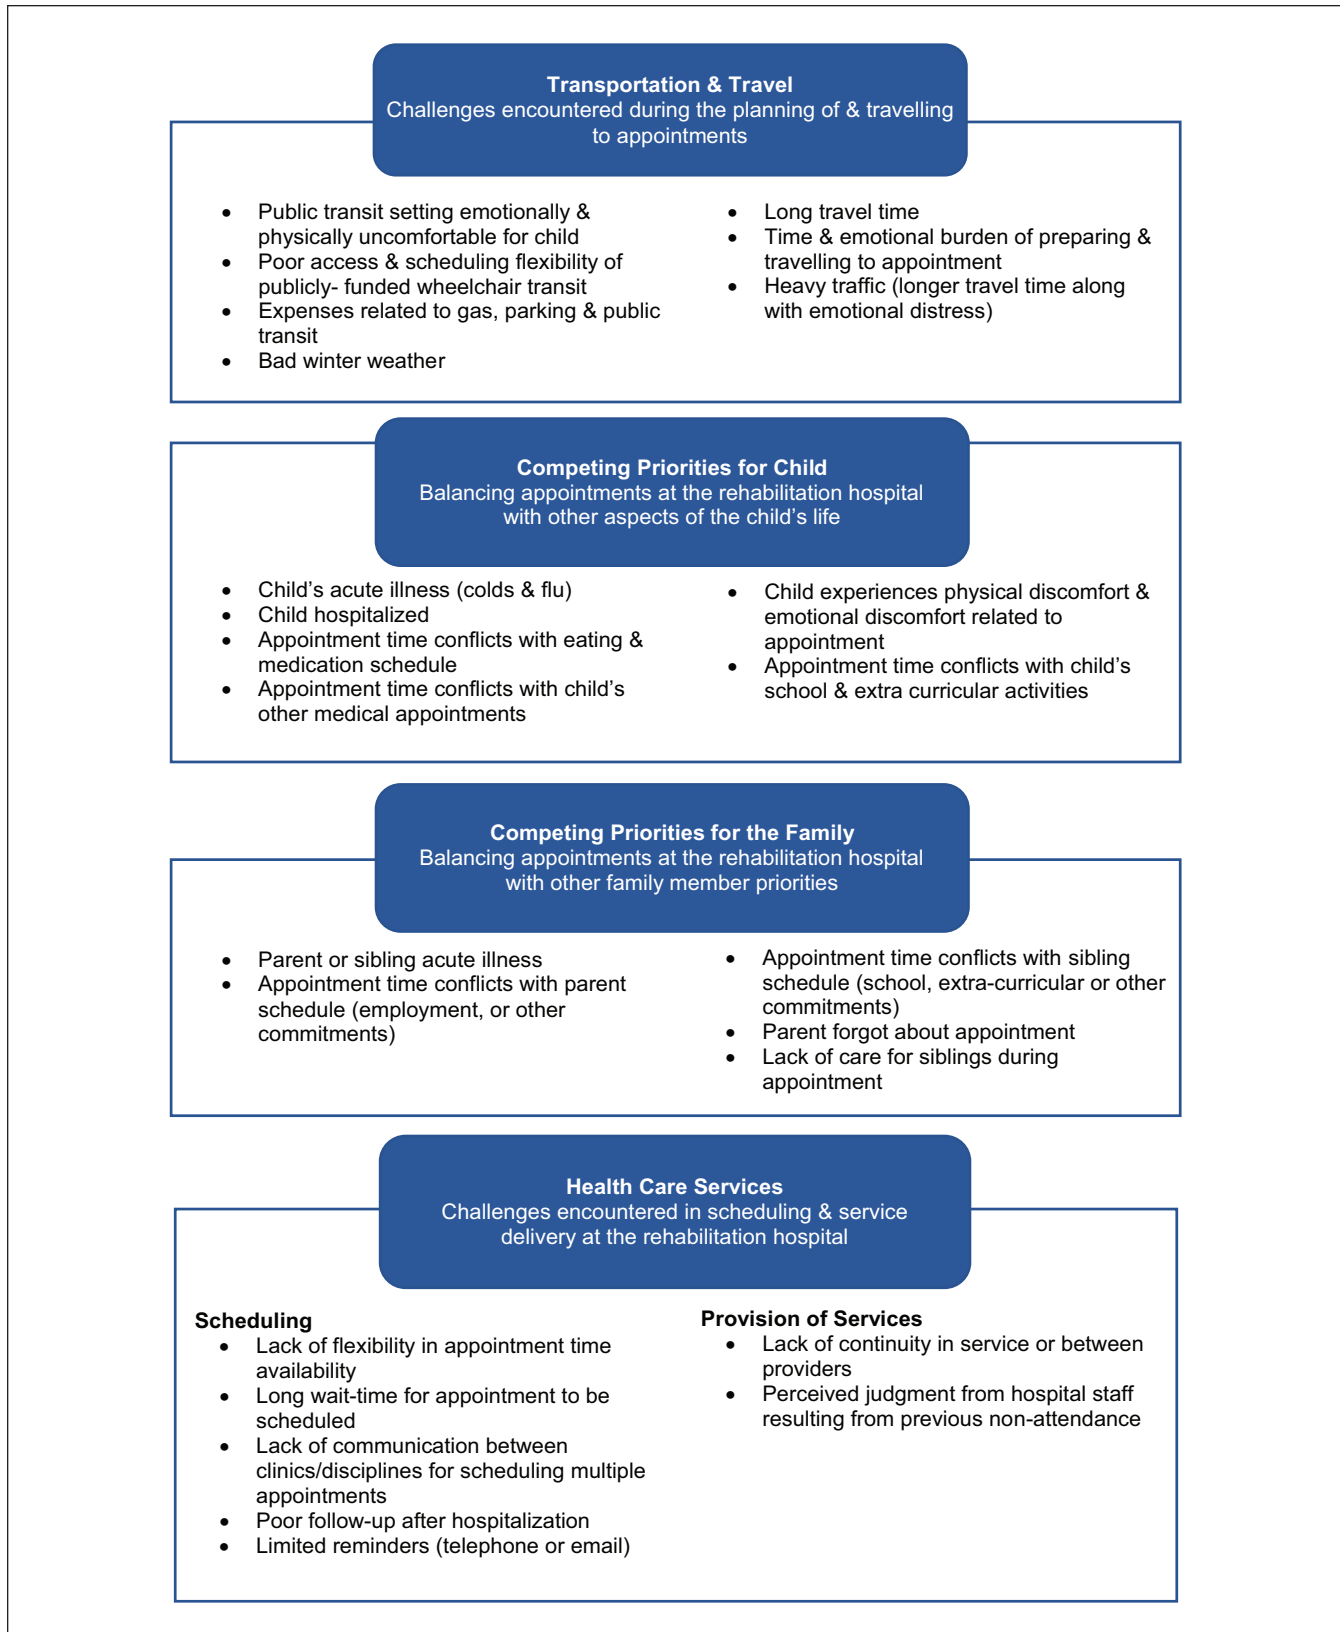 Transportation & Travel
Challenges encountered during the planning of & travelling
to appointments
• Public transit setting emotionally &
physically uncomfortable for child
• Poor access & scheduling flexibility of
publicly- funded wheelchair transit
• Expenses related to gas, parking & public
transit
• Bad winter weather
• Long travel time
• Time & emotional burden of preparing &
travelling to appointment
• Heavy traffic (longer travel time along
with emotional distress)
Competing Priorities for Child
Balancing appointments at the rehabilitation hospital
with other aspects of the child’s life
• Child’s acute illness (colds & flu)
• Child hospitalized
• Appointment time conflicts with eating &
medication schedule
• Appointment time conflicts with child’s
other medical appointments
• Child experiences physical discomfort &
emotional discomfort related to
appointment
• Appointment time conflicts with child’s
school & extra curricular activities
Competing Priorities for the Family
Balancing appointments at the rehabilitation hospital
with other family member priorities
• Parent or sibling acute illness
• Appointment time conflicts with parent
schedule (employment, or other
commitments)
• Appointment time conflicts with sibling
schedule (school, extra-curricular or other
commitments)
• Parent forgot about appointment
• Lack of care for siblings during
appointment
Health Care Services
Challenges encountered in scheduling & service
delivery at the rehabilitation hospital
Scheduling
• Lack of flexibility in appointment time
availability
• Long wait-time for appointment to be
scheduled
• Lack of communication between
clinics/disciplines for scheduling multiple
appointments
• Poor follow-up after hospitalization
• Limited reminders (telephone or email)
Provision of Services
• Lack of continuity in service or between
providers
• Perceived judgment from hospital staff
resulting from previous non-attendance